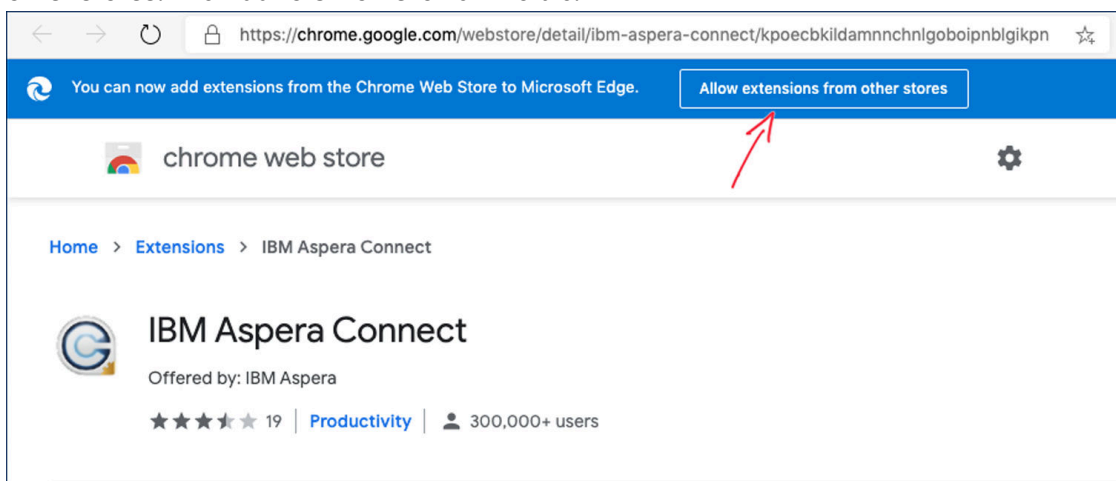 https://chrome.google.com/webstore/detail/ibm-aspera-connect/kpoecbkildamnnchnlgoboipnblgikpn
You can now add extensions from the Chrome Web Store to Microsoft Edge. Allow extensions from other stores
chrome web store
Home > Extensions > IBM Aspera Connect
IBM Aspera Connect
Offered by: IBM Aspera
19 | Productivity | 300,000+ users